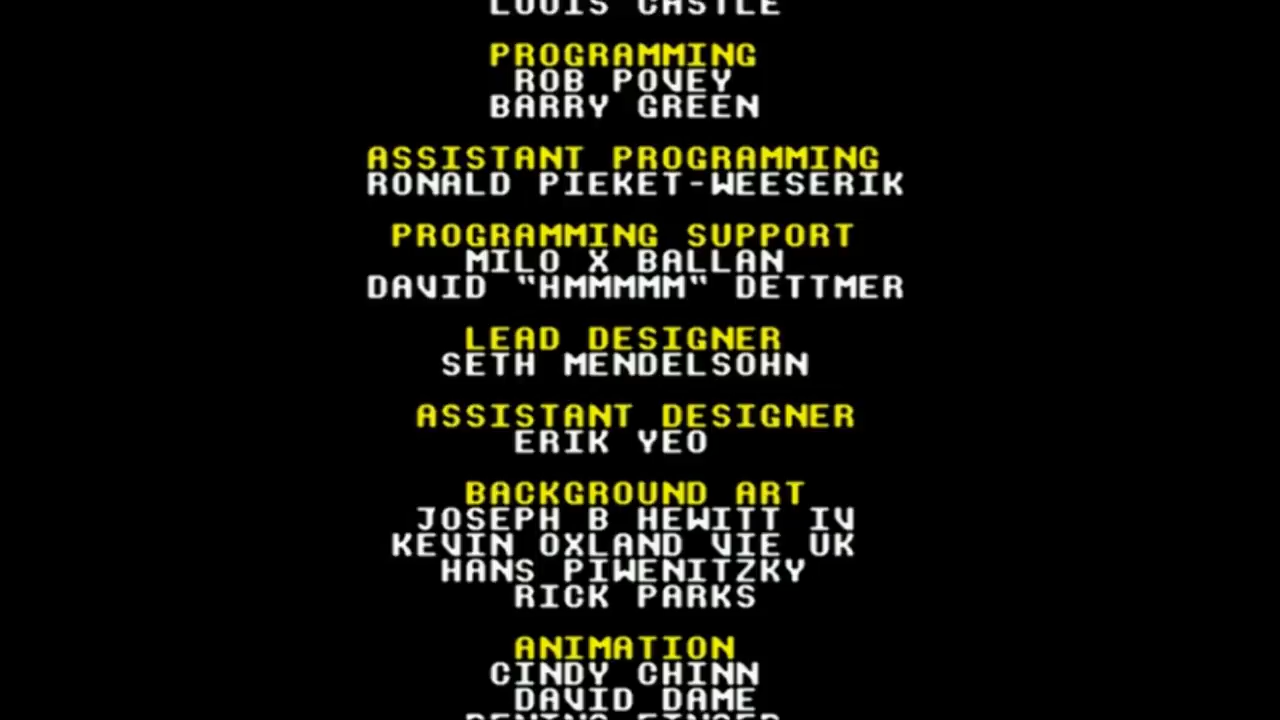 LOUIS CASTLE
PROGRAMMING
ROB POVEY
BARRY GREEN
ASSISTANT PROGRAMMING
RONALD PIEKET-WEESERIK
PROGRAMMING SUPPORT
MILO X BALLAN
DAVID "HMMMMM" DETTMER
LEAD DESIGNER
SETH MENDELSOHN
ASSISTANT DESIGNER
ERIK YEO
BACKGROUND ART
JOSEPH B HEWITT IV
KEVIN OXLAND VIE UK
HANS PIWENITZKY
RICK PARKS
ANIMATION
CINDY CHINN
DAVID DAME